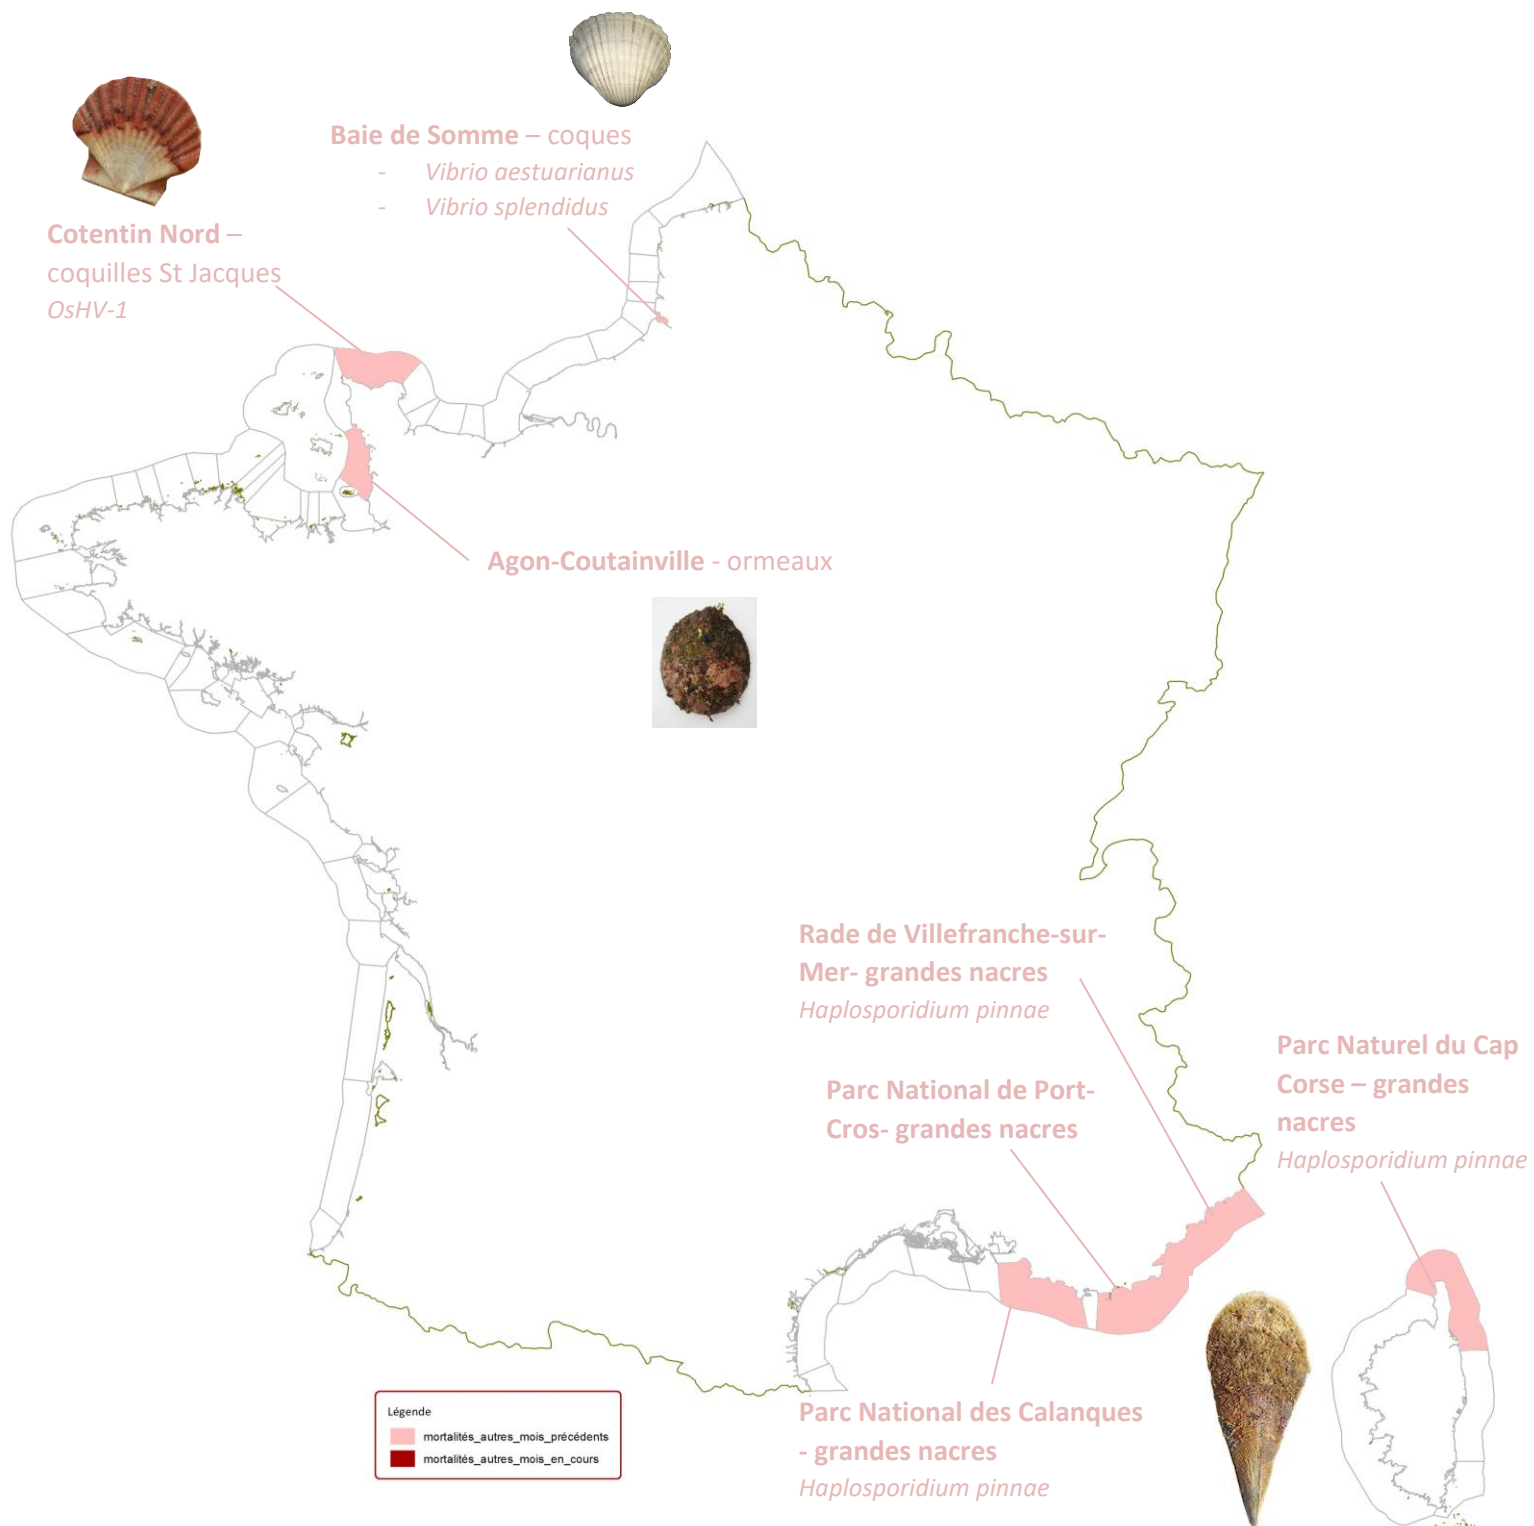 Baie de Somme – coques
- Vibrio aestuarianus
- Vibrio splendidus
Cotentin Nord –
coquilles St Jacques
OsHV-1
Agon-Coutainville - ormeaux
Rade de Villefranche-sur-
Mer- grandes nacres
Haplosporidium pinnae
Parc National de Port-
Cros- grandes nacres
Parc Naturel du Cap
Corse – grandes
nacres
Haplosporidium pinnae
Parc National des Calanques
- grandes nacres
Haplosporidium pinnae
Légende
mortalités_autres_mois_précédents
mortalités_autres_mois_en_cours